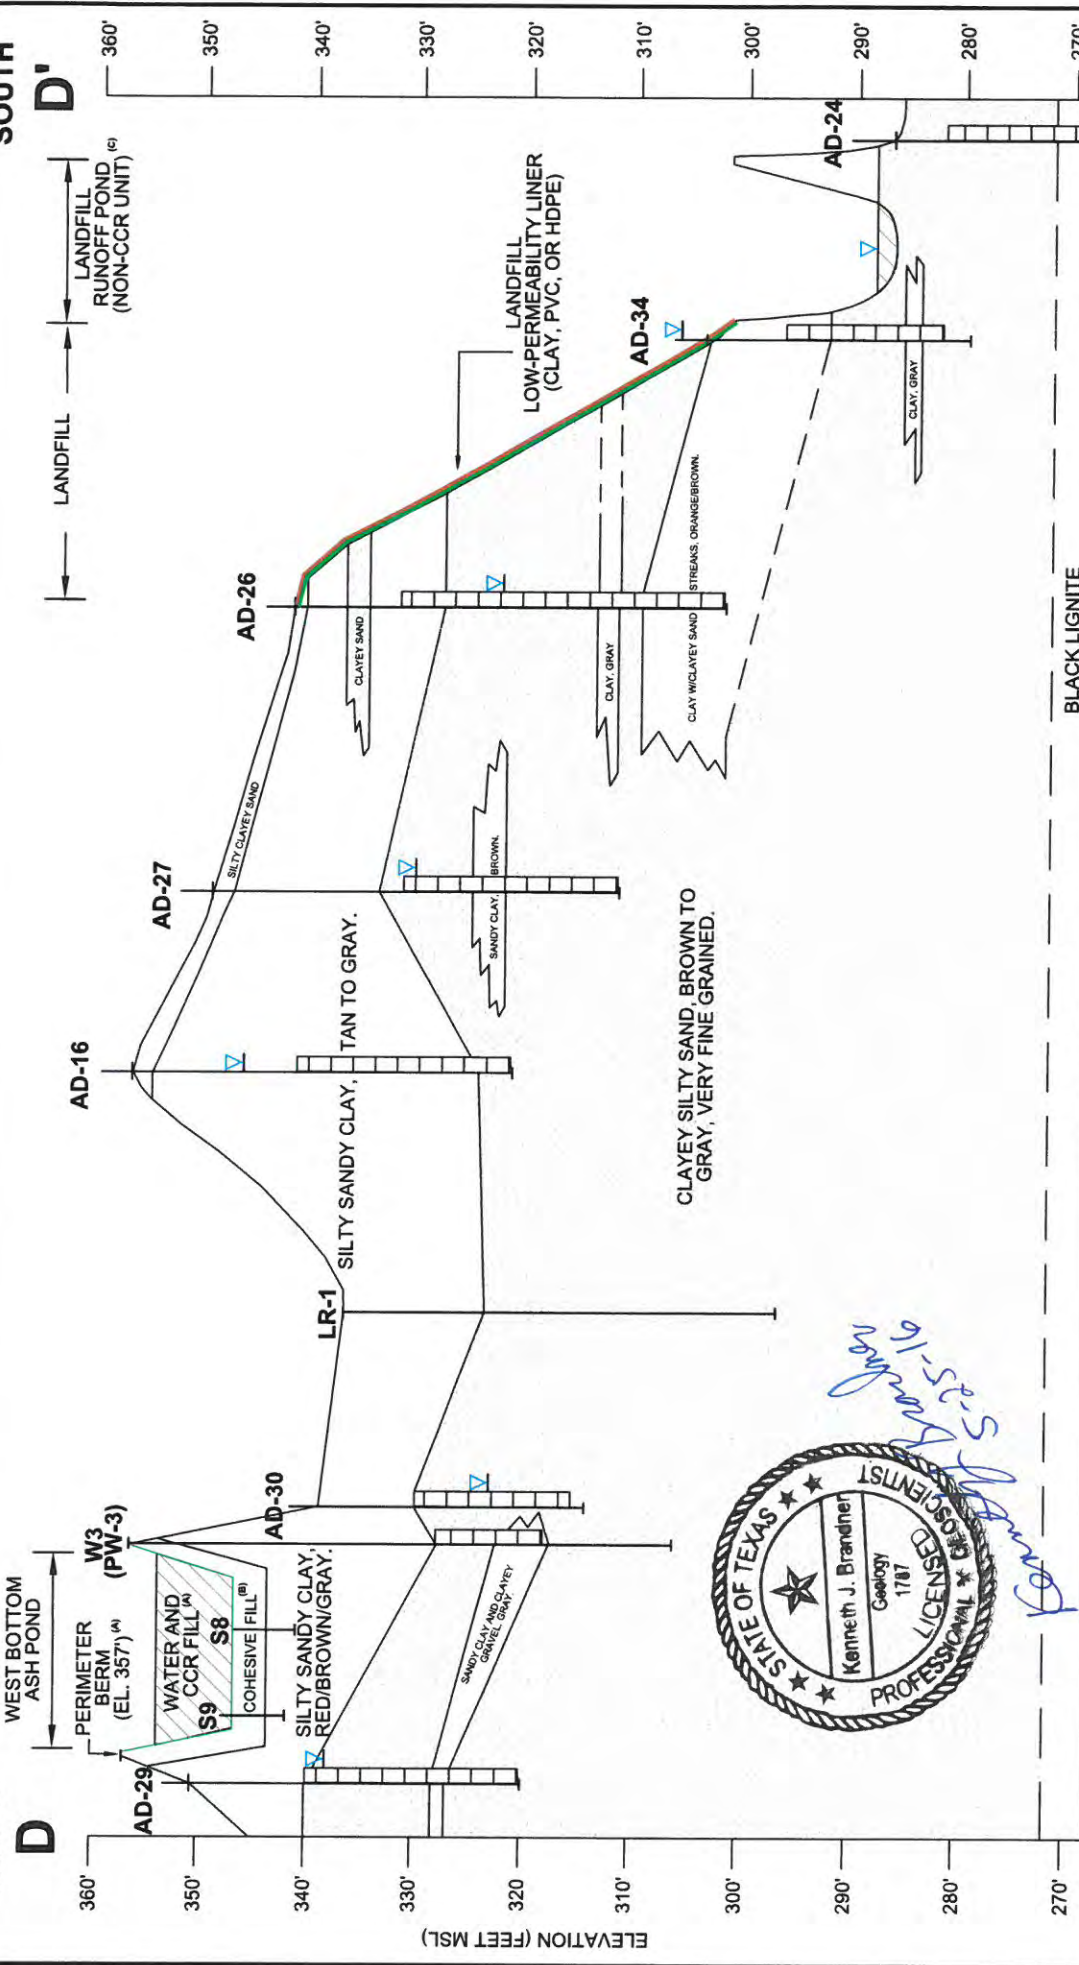 SOUTH
D'
D
360'
350'
340'
330'
320'
310'
300'
290'
280'
270'
360'
350'
340'
330'
320'
310'
300'
290'
280'
270'
ELEVATION (FEET MSL)
WEST BOTTOM
ASH POND
PERIMETER
BERM
(EL. 357') (A)
WATER AND
CCR FILL (A)
S9
S8
COHESIVE FILL (B)
AD-29
W3
(PW-3)
AD-30
SILTY SANDY CLAY,
RED/BROWN/GRAY.
SANDY CLAY AND CLAYEY
GRAVEL GRAY.
LR-1
AD-16
SILTY SANDY CLAY, TAN TO GRAY.
AD-27
SILTY CLAYEY SAND
SANDY CLAY, BROWN.
CLAYEY SILTY SAND, BROWN TO
GRAY, VERY FINE GRAINED.
AD-26
CLAYEY SAND
CLAY, GRAY
CLAY W/CLAYEY SAND STREAKS, ORANGE/BROWN.
LANDFILL
LANDFILL
LOW-PERMEABILITY LINER
(CLAY, PVC, OR HDPE)
LANDFILL
RUNOFF POND
(NON-CCR UNIT) (C)
AD-34
CLAY, GRAY
AD-24
BLACK LIGNITE
STATE OF TEXAS
Kenneth J. Brandner
Geology
1787
LICENSED
PROFESSIONAL GEOSCIENTIST
Kenneth J Brandner
5-25-16